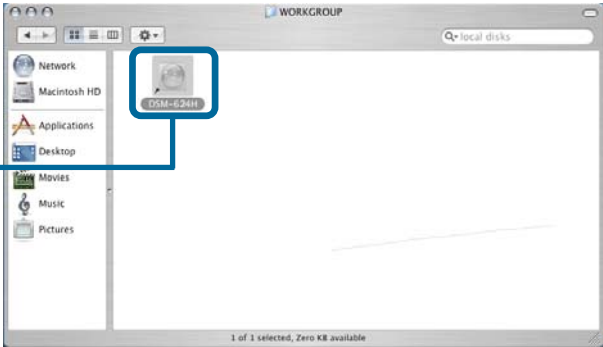 WORKGROUP
local disks
Network
Macintosh HD
DSM-624H
Applications
Desktop
Movies
Music
Pictures
1 of 1 selected, Zero KB available